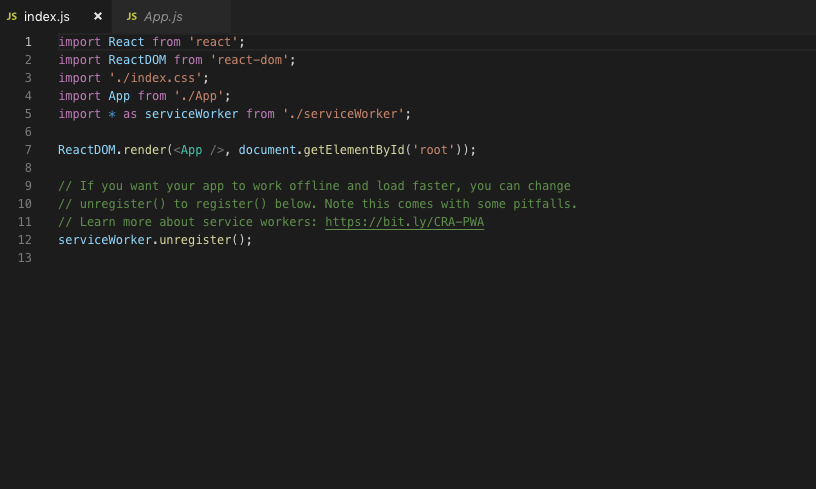 JS index.js × JS App.js
1 import React from 'react';
2 import ReactDOM from 'react-dom';
3 import './index.css';
4 import App from './App';
5 import * as serviceWorker from './serviceWorker';
6
7 ReactDOM.render(<App />, document.getElementById('root'));
8
9 // If you want your app to work offline and load faster, you can change
10 // unregister() to register() below. Note this comes with some pitfalls.
11 // Learn more about service workers: https://bit.ly/CRA-PWA
12 serviceWorker.unregister();
13